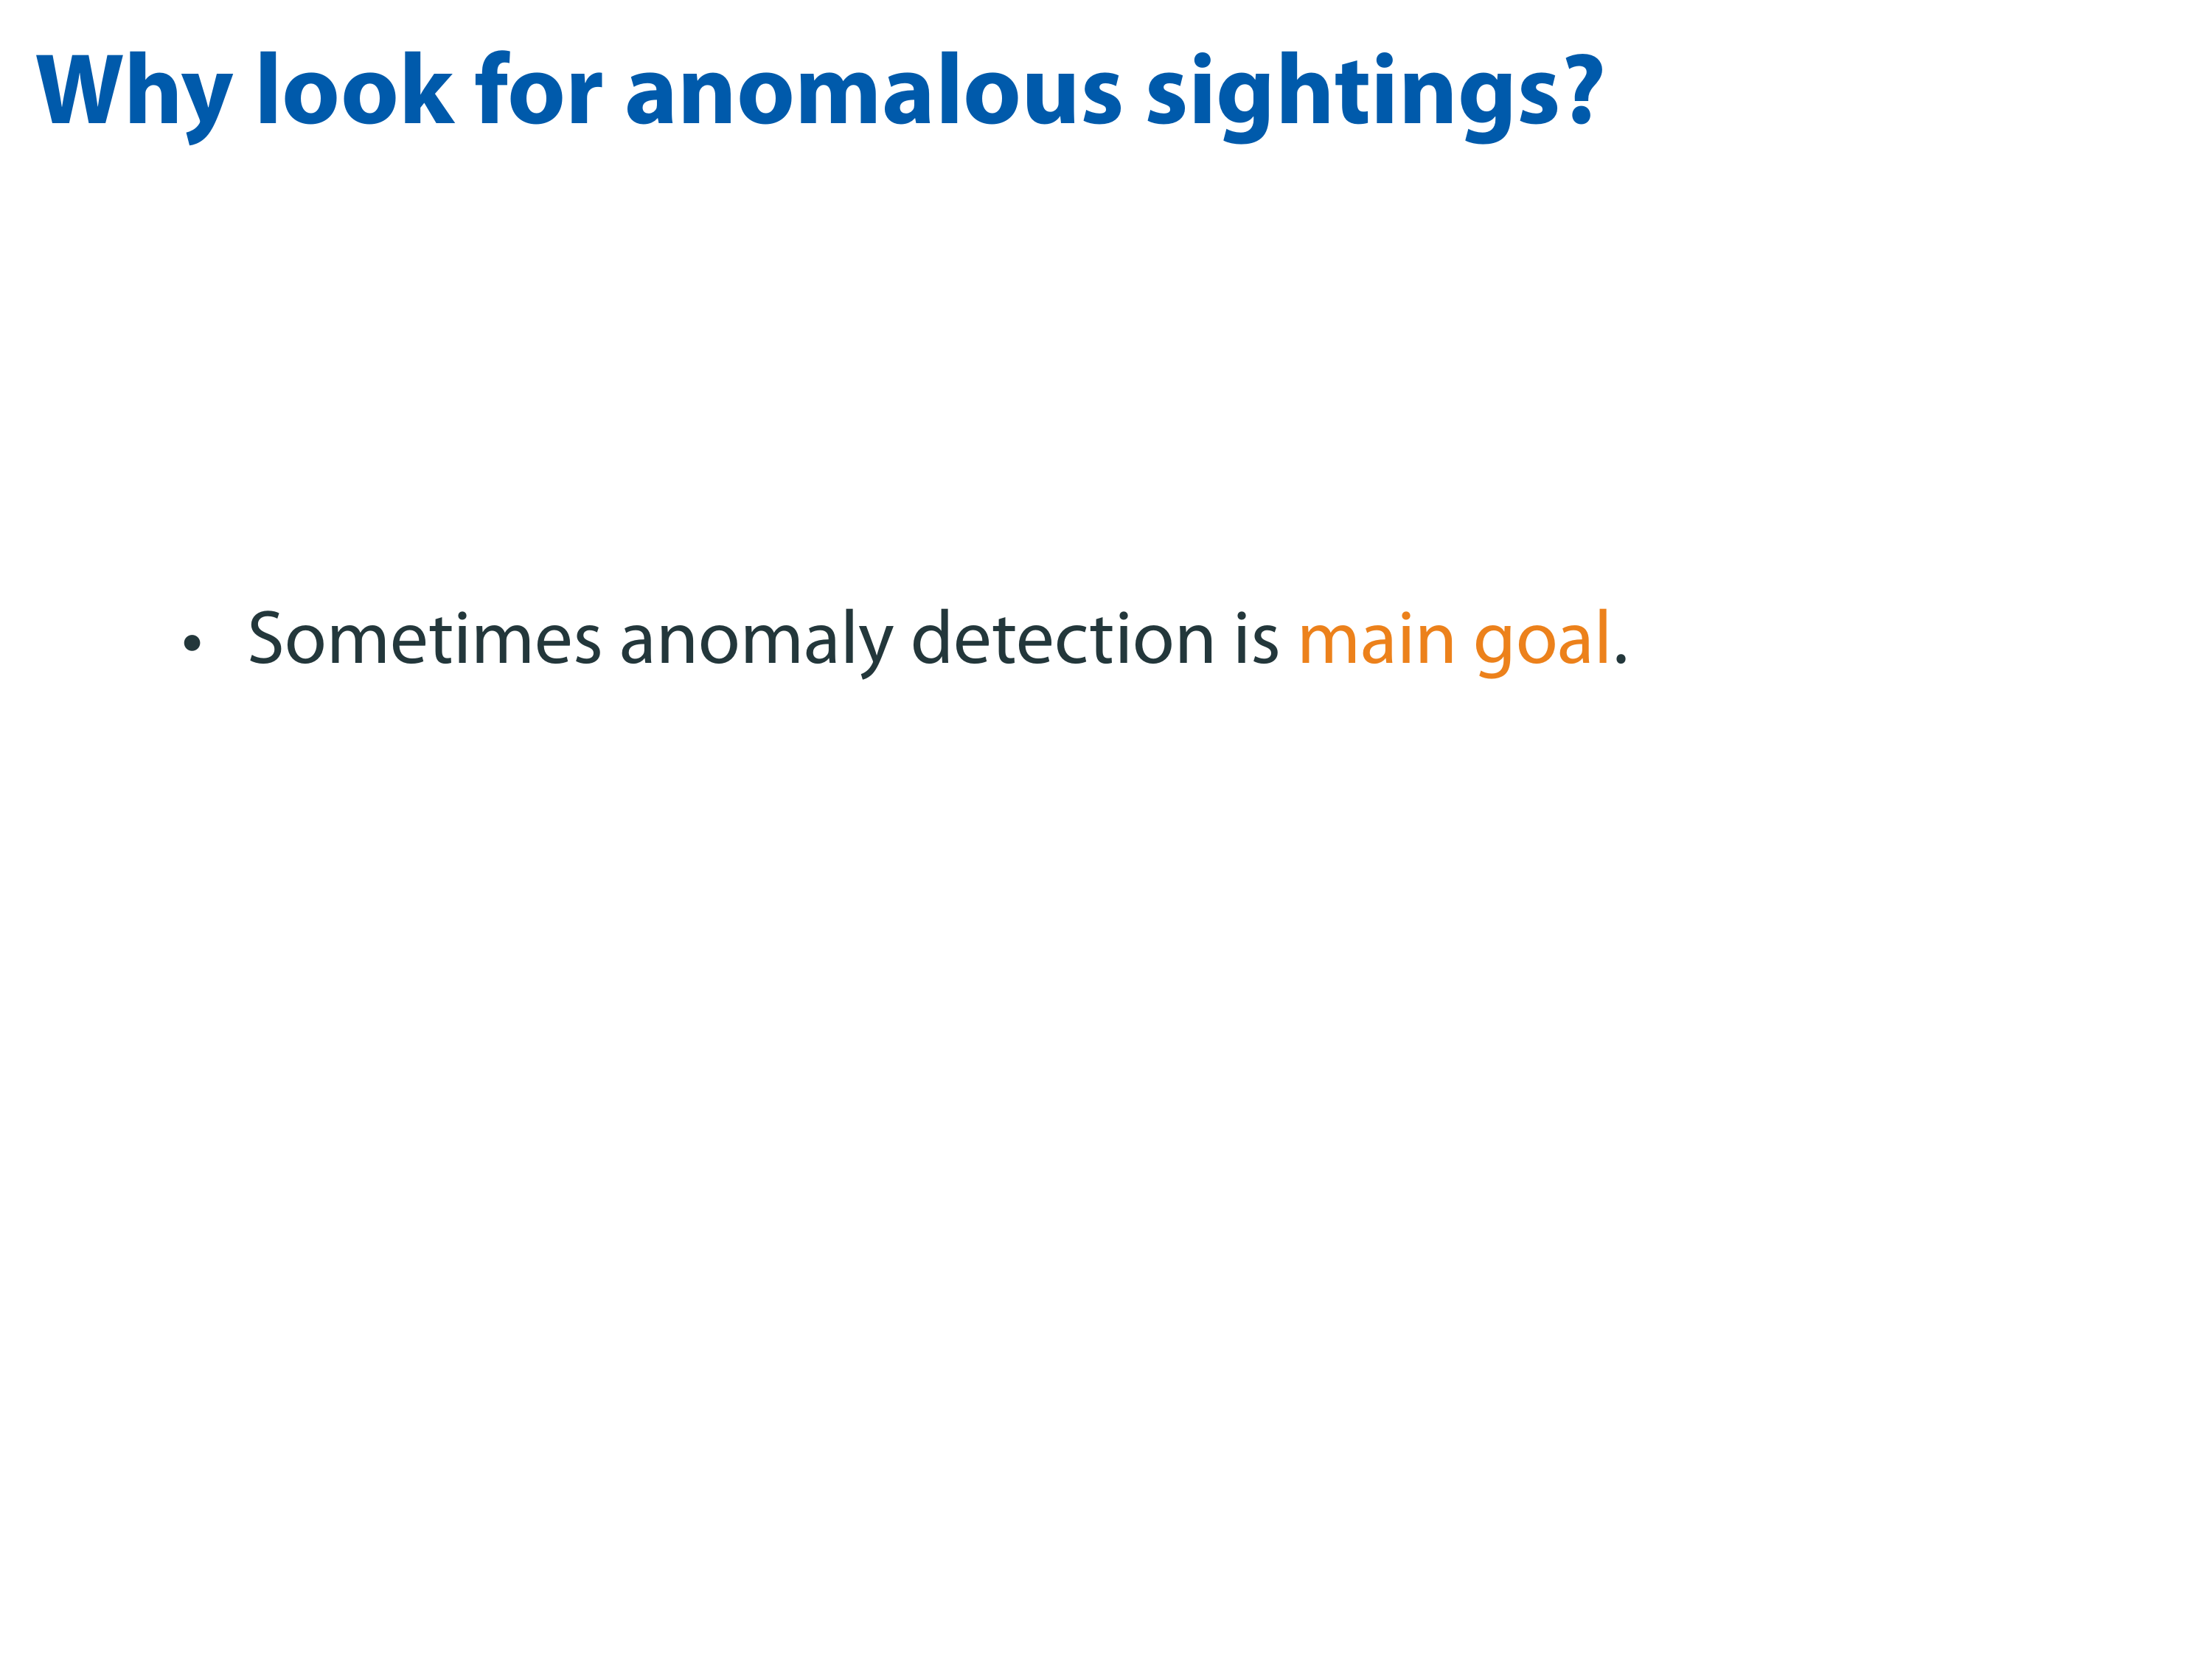 Why look for anomalous sightings?
• Sometimes anomaly detection is main goal.